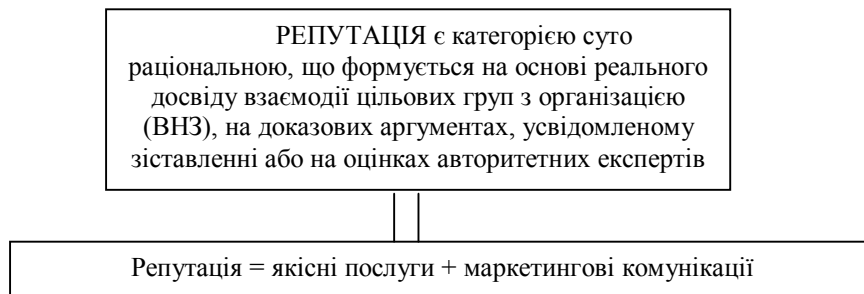 РЕПУТАЦІЯ є категорією суто
раціональною, що формується на основі реального
досвіду взаємодії цільових груп з організацією
(ВНЗ), на доказових аргументах, усвідомленому
зіставленні або на оцінках авторитетних експертів
Репутація = якісні послуги + маркетингові комунікації